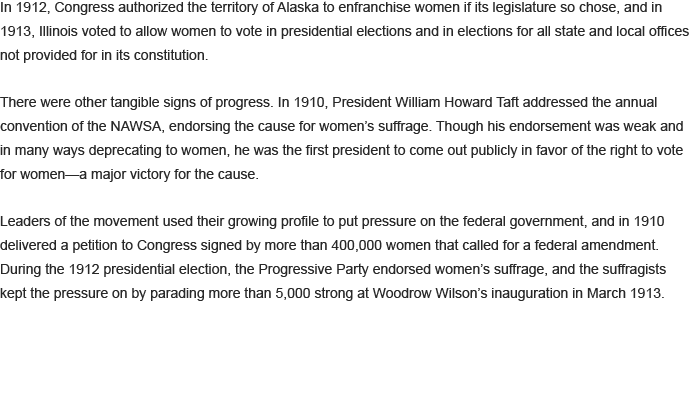 In 1912, Congress authorized the territory of Alaska to enfranchise women if its legislature so chose, and in
1913, Illinois voted to allow women to vote in presidential elections and in elections for all state and local offices
not provided for in its constitution.
There were other tangible signs of progress. In 1910, President William Howard Taft addressed the annual
convention of the NAWSA, endorsing the cause for women’s suffrage. Though his endorsement was weak and
in many ways deprecating to women, he was the first president to come out publicly in favor of the right to vote
for women—a major victory for the cause.
Leaders of the movement used their growing profile to put pressure on the federal government, and in 1910
delivered a petition to Congress signed by more than 400,000 women that called for a federal amendment.
During the 1912 presidential election, the Progressive Party endorsed women’s suffrage, and the suffragists
kept the pressure on by parading more than 5,000 strong at Woodrow Wilson’s inauguration in March 1913.